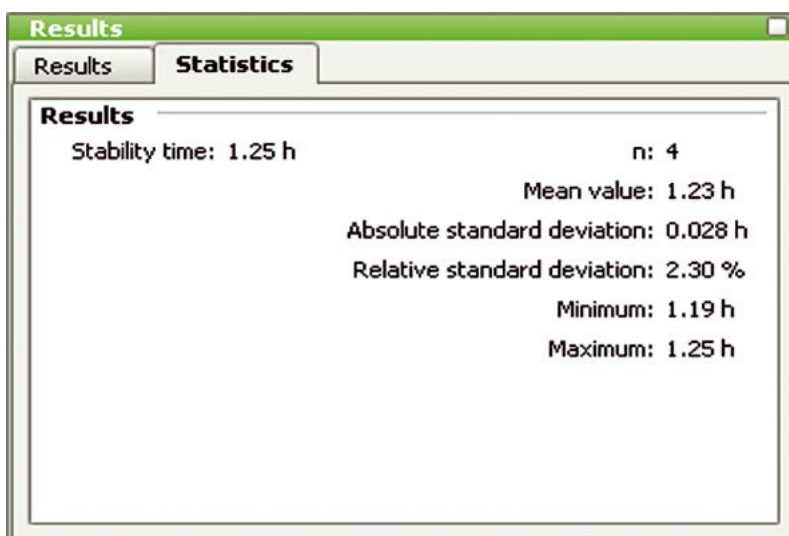 Results
Results Statistics
Results
Stability time: 1.25 h n: 4
Mean value: 1.23 h
Absolute standard deviation: 0.028 h
Relative standard deviation: 2.30 %
Minimum: 1.19 h
Maximum: 1.25 h